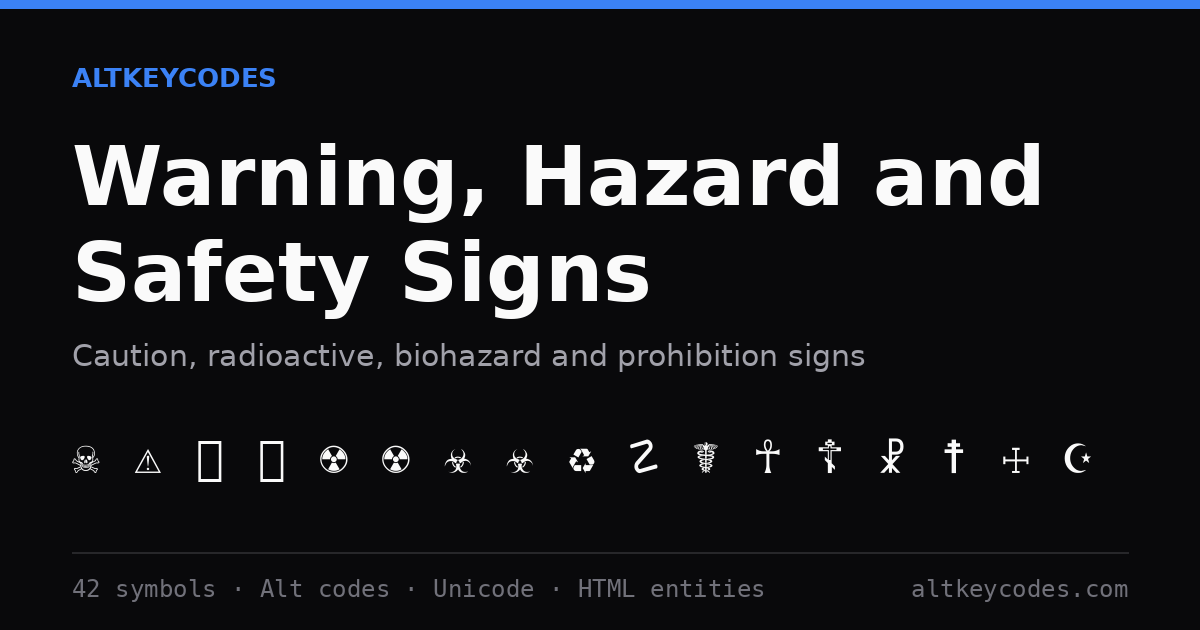 ALTKEYCODES
Warning, Hazard and
Safety Signs
Caution, radioactive, biohazard and prohibition signs
☠ ⚠ ☢ ☢ ☣ ☣ ♻ ☡ ☤ ☥ ☦ ☧ ☨ ☩ ☪
42 symbols · Alt codes · Unicode · HTML entities
altkeycodes.com